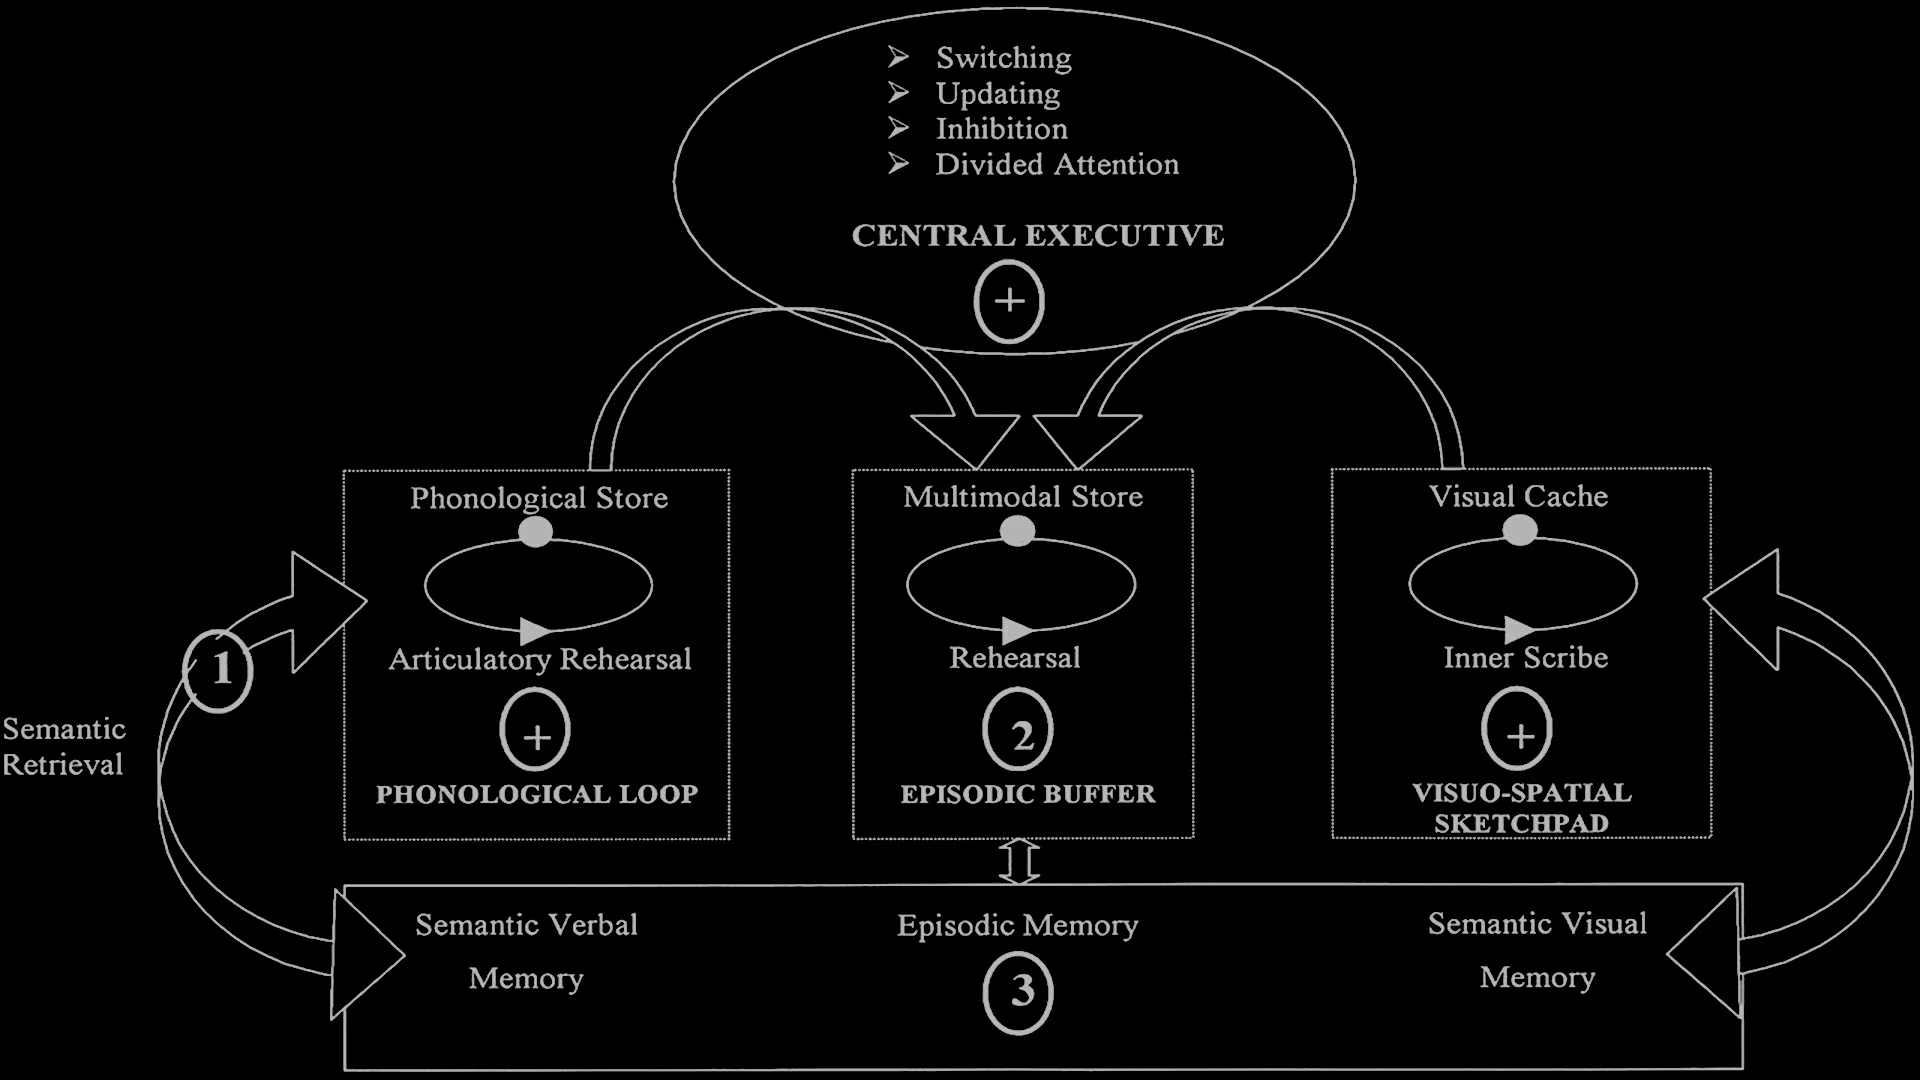 Switching
Updating
Inhibition
Divided Attention
CENTRAL EXECUTIVE
+
Phonological Store
Articulatory Rehearsal
+
PHONOLOGICAL LOOP
Multimodal Store
Rehearsal
2
EPISODIC BUFFER
Visual Cache
Inner Scribe
+
VISUO-SPATIAL
SKETCHPAD
1
Semantic
Retrieval
Semantic Verbal
Memory
Episodic Memory
3
Semantic Visual
Memory